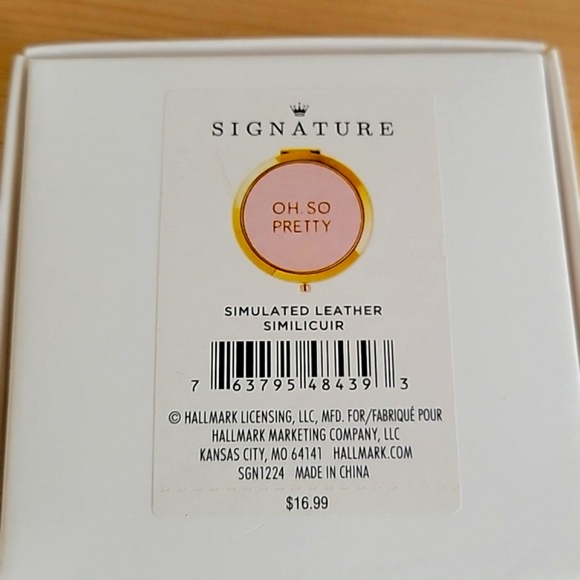 SIGNATURE
OH, SO
PRETTY
SIMULATED LEATHER
SIMILICUIR
7 63795 48439 3
© HALLMARK LICENSING, LLC, MFD. FOR/FABRIQUÉ POUR
HALLMARK MARKETING COMPANY, LLC
KANSAS CITY, MO 64141 HALLMARK.COM
SGN1224 MADE IN CHINA
$16.99